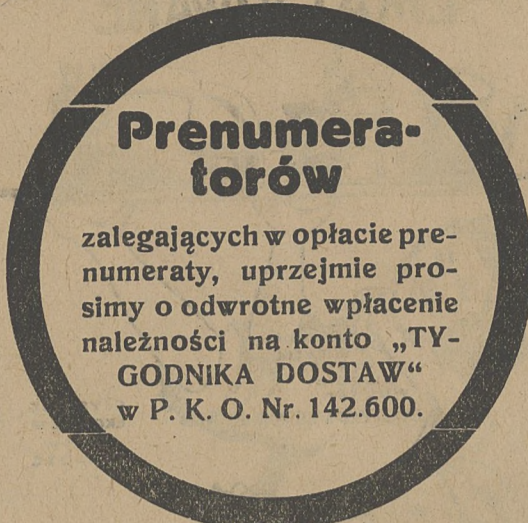 Prenumera-
torów
zalegających w opłacie pre-
numeraty, uprzejmie pro-
simy o odwrotne wpłacenie
należności na konto „TY-
GODNIKA DOSTAW“
w P. K. O. Nr. 142.600.